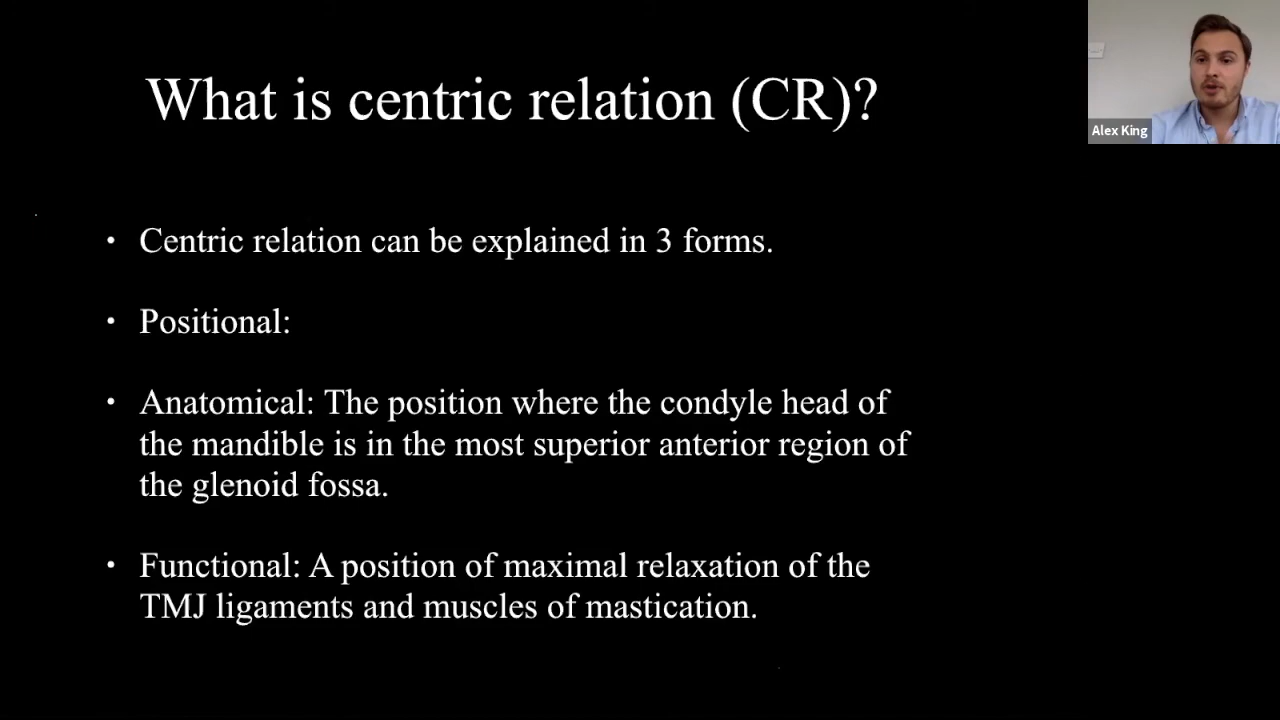 What is centric relation (CR)?
Alex King
• Centric relation can be explained in 3 forms.
• Positional:
• Anatomical: The position where the condyle head of
the mandible is in the most superior anterior region of
the glenoid fossa.
• Functional: A position of maximal relaxation of the
TMJ ligaments and muscles of mastication.